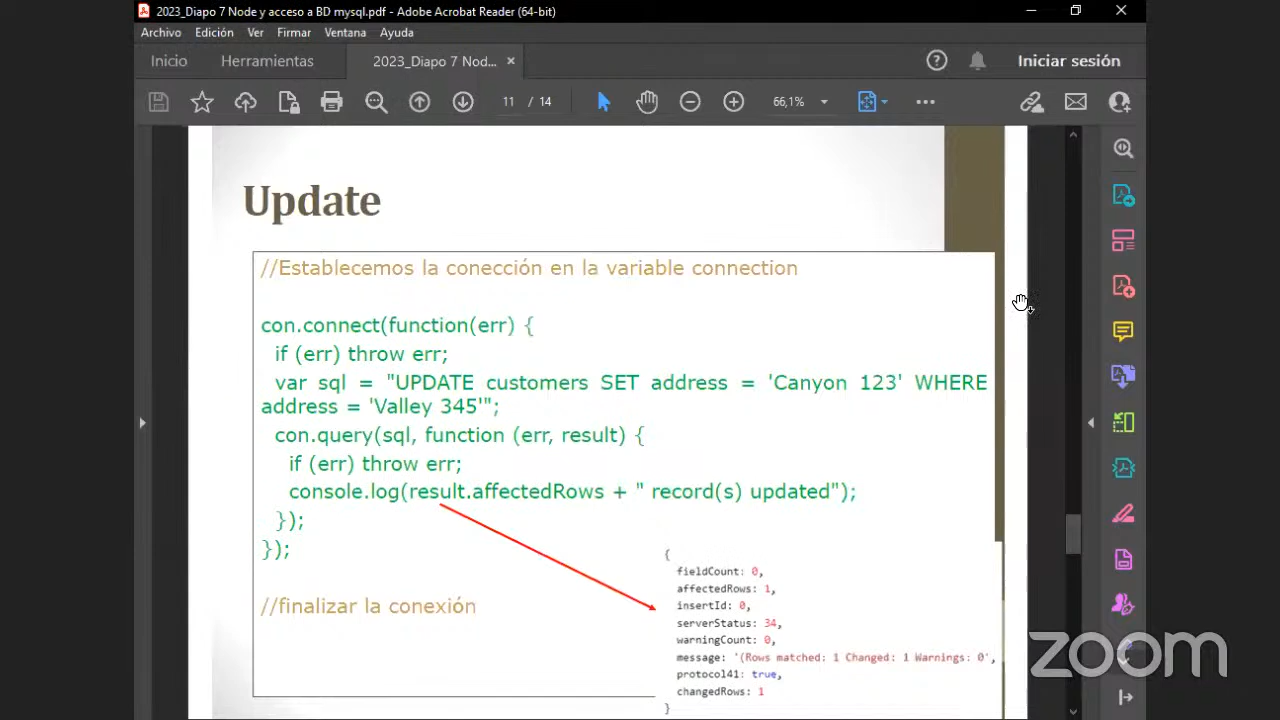 2023_Diapo 7 Node y acceso a BD mysql.pdf - Adobe Acrobat Reader (64-bit)
Archivo Edición Ver Firmar Ventana Ayuda
Inicio Herramientas 2023_Diapo 7 Nod... × Iniciar sesión
11 / 14 66,1%
Update
//Establecemos la conección en la variable connection
con.connect(function(err) {
if (err) throw err;
var sql = "UPDATE customers SET address = 'Canyon 123' WHERE
address = 'Valley 345'";
con.query(sql, function (err, result) {
if (err) throw err;
console.log(result.affectedRows + " record(s) updated");
});
});
//finalizar la conexión
{
fieldCount: 0,
affectedRows: 1,
insertId: 0,
serverStatus: 34,
warningCount: 0,
message: '(Rows matched: 1 Changed: 1 Warnings: 0',
protocol41: true,
changedRows: 1
}
zoom